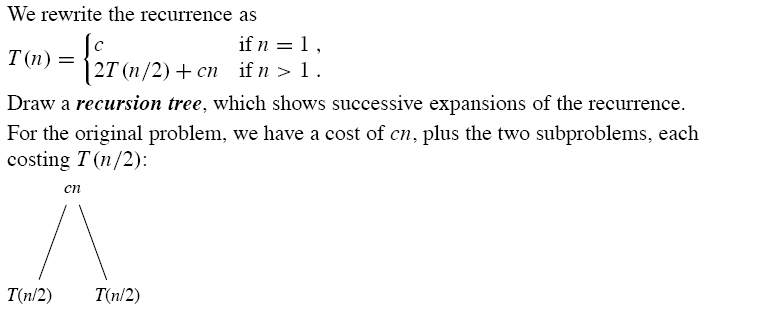 We rewrite the recurrence as
T(n) = { c if n = 1 ,
2T(n/2) + cn if n > 1 .
Draw a recursion tree, which shows successive expansions of the recurrence.
For the original problem, we have a cost of cn, plus the two subproblems, each
costing T(n/2):
cn
T(n/2) T(n/2)